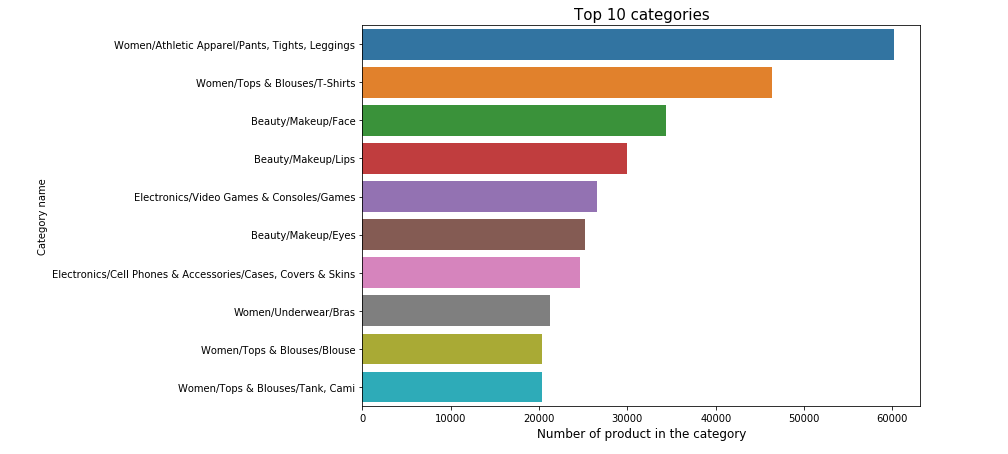 Top 10 categories
Women/Athletic Apparel/Pants, Tights, Leggings
Women/Tops & Blouses/T-Shirts
Beauty/Makeup/Face
Beauty/Makeup/Lips
Electronics/Video Games & Consoles/Games
Beauty/Makeup/Eyes
Electronics/Cell Phones & Accessories/Cases, Covers & Skins
Women/Underwear/Bras
Women/Tops & Blouses/Blouse
Women/Tops & Blouses/Tank, Cami
Category name
0 10000 20000 30000 40000 50000 60000
Number of product in the category